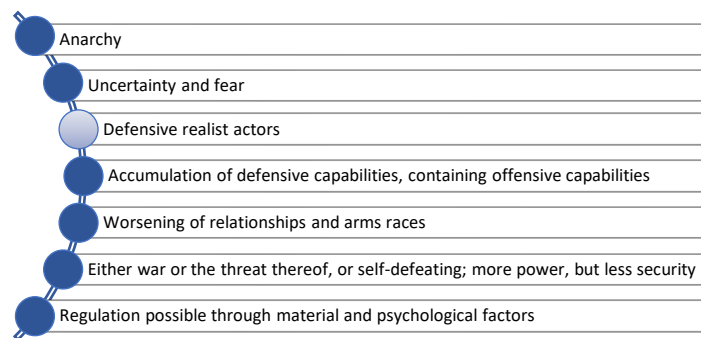 Anarchy
Uncertainty and fear
Defensive realist actors
Accumulation of defensive capabilities, containing offensive capabilities
Worsening of relationships and arms races
Either war or the threat thereof, or self-defeating; more power, but less security
Regulation possible through material and psychological factors